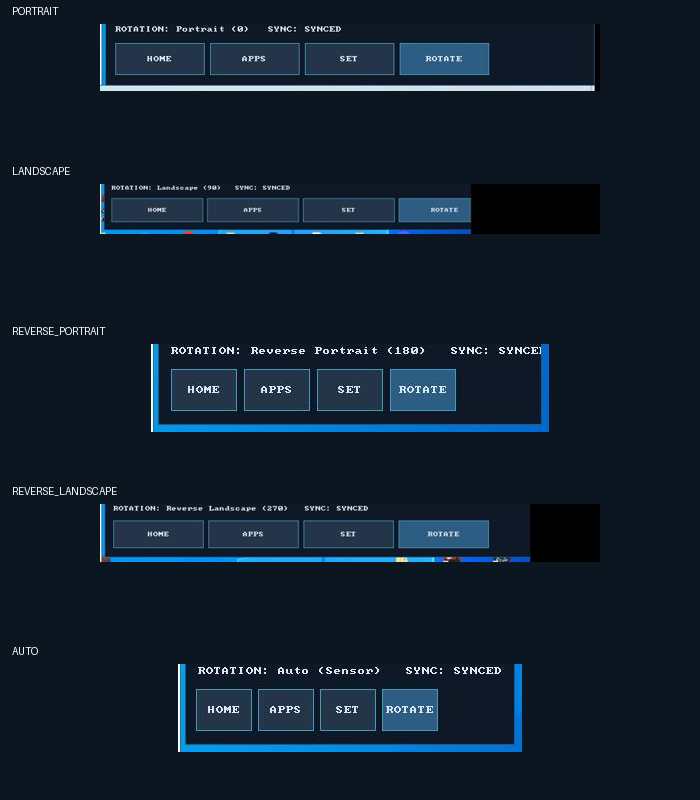 PORTRAIT
ROTATION: Portrait (0) SYNC: SYNCED
HOME APPS SET ROTATE
LANDSCAPE
ROTATION: Landscape (90) SYNC: SYNCED
HOME APPS SET ROTATE
REVERSE_PORTRAIT
ROTATION: Reverse Portrait (180) SYNC: SYNCED
HOME APPS SET ROTATE
REVERSE_LANDSCAPE
ROTATION: Reverse Landscape (270) SYNC: SYNCED
HOME APPS SET ROTATE
AUTO
ROTATION: Auto (Sensor) SYNC: SYNCED
HOME APPS SET ROTATE